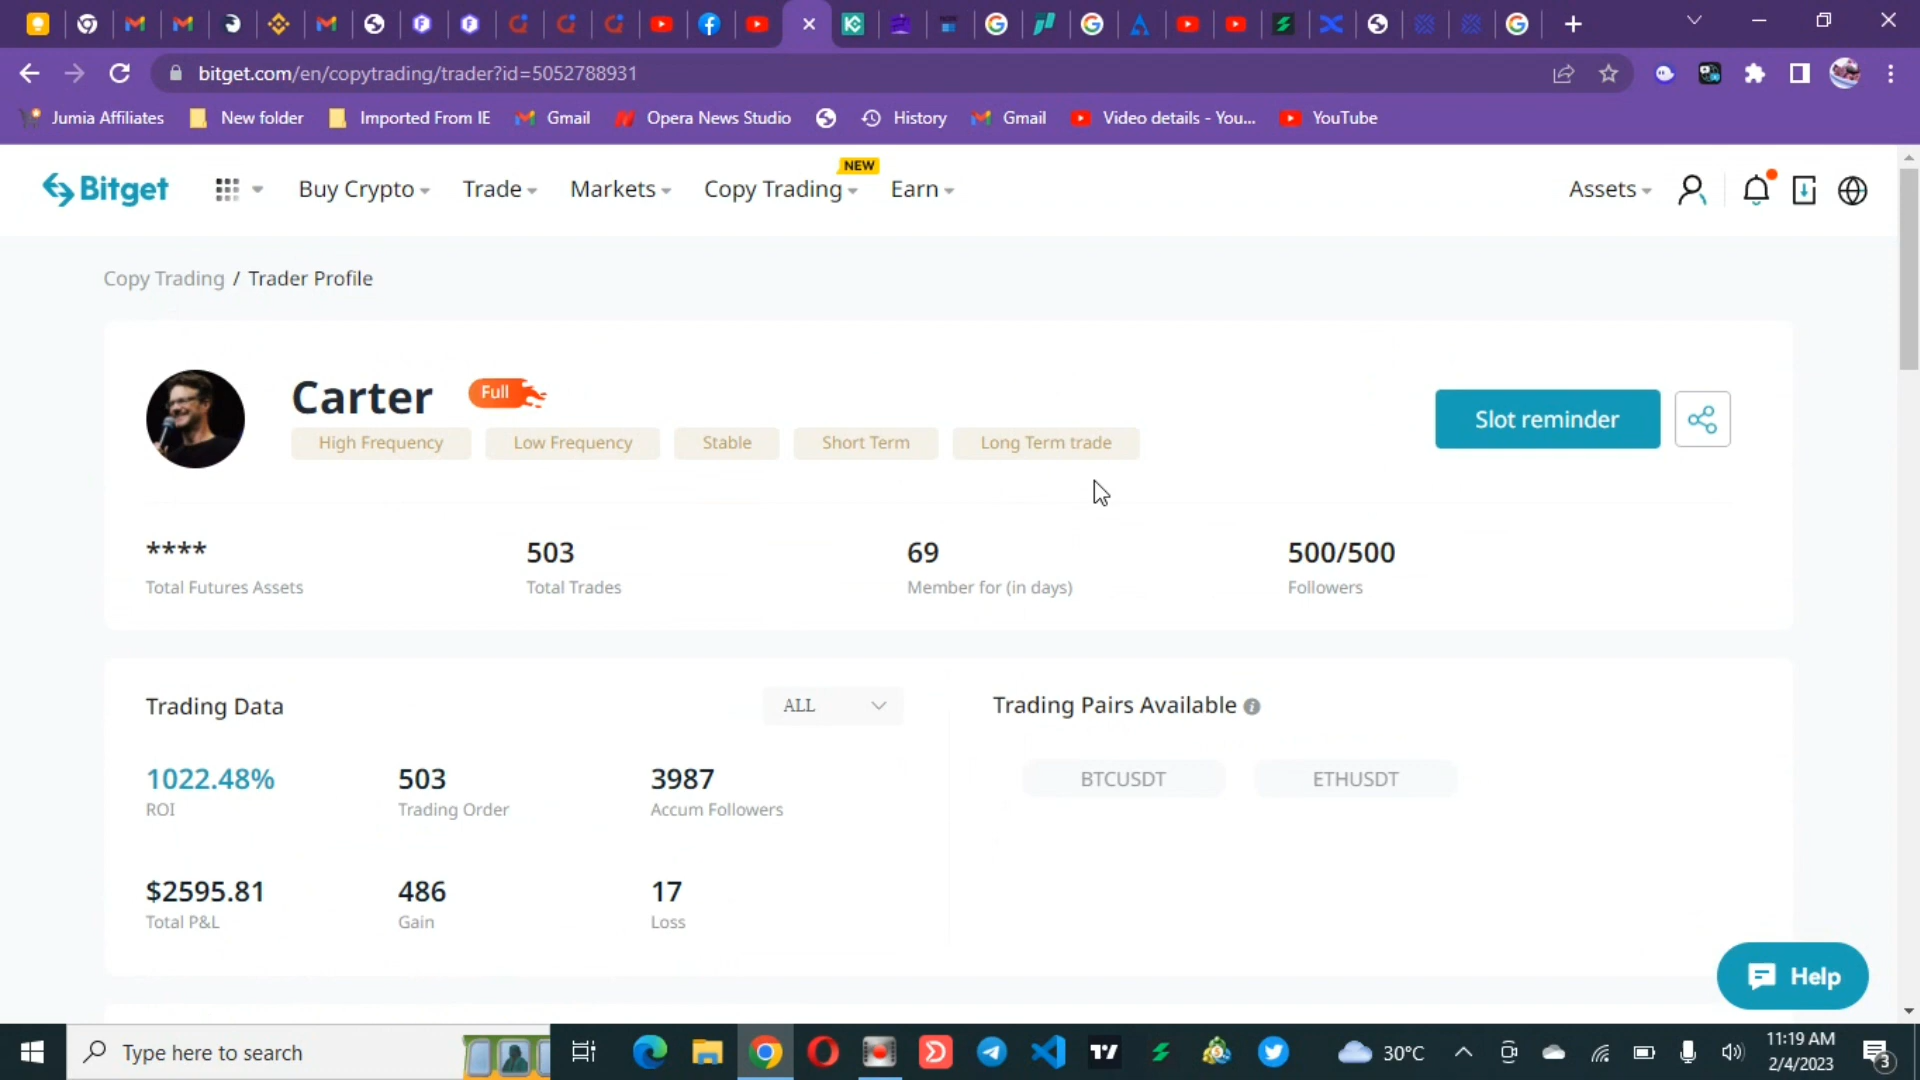 bitget.com/en/copytrading/trader?id=5052788931
Jumia Affiliates New folder Imported From IE Gmail Opera News Studio History Gmail Video details - You... YouTube
NEW
Bitget Buy Crypto Trade Markets Copy Trading Earn Assets
Copy Trading / Trader Profile
Carter Full
High Frequency Low Frequency Stable Short Term Long Term trade
Slot reminder
**** 503 69 500/500
Total Futures Assets Total Trades Member for (in days) Followers
Trading Data ALL Trading Pairs Available
1022.48% 503 3987 BTCUSDT ETHUSDT
ROI Trading Order Accum Followers
$2595.81 486 17
Total P&L Gain Loss
Help
Type here to search 30°C 11:19 AM
2/4/2023 3